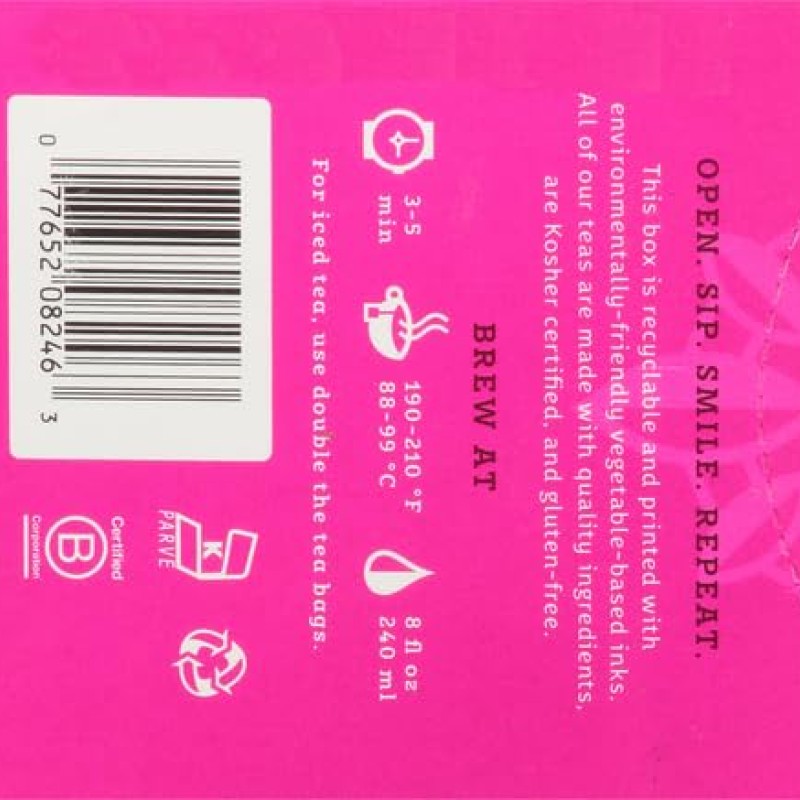 OPEN. SIP. SMILE. REPEAT.
This box is recyclable and printed with
environmentally-friendly vegetable-based inks.
All of our teas are made with quality ingredients,
are Kosher certified, and gluten-free.
BREW AT
3-5
min
190-210 °F
88-99 °C
8 fl oz
240 ml
For iced tea, use double the tea bags.
0 77652 08246 3
K
PARVE
Certified
B
Corporation